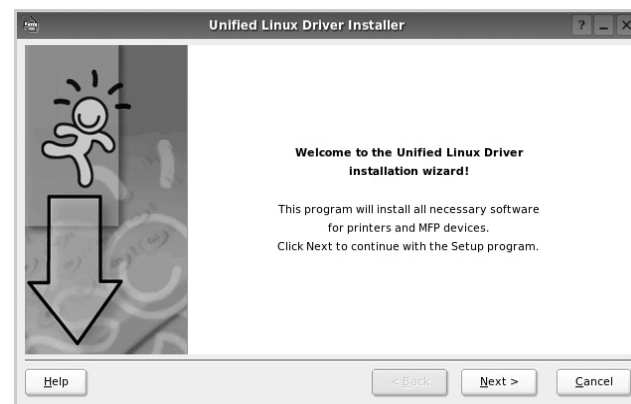 Unified Linux Driver Installer
Welcome to the Unified Linux Driver
installation wizard!
This program will install all necessary software
for printers and MFP devices.
Click Next to continue with the Setup program.
Help
< Back
Next >
Cancel